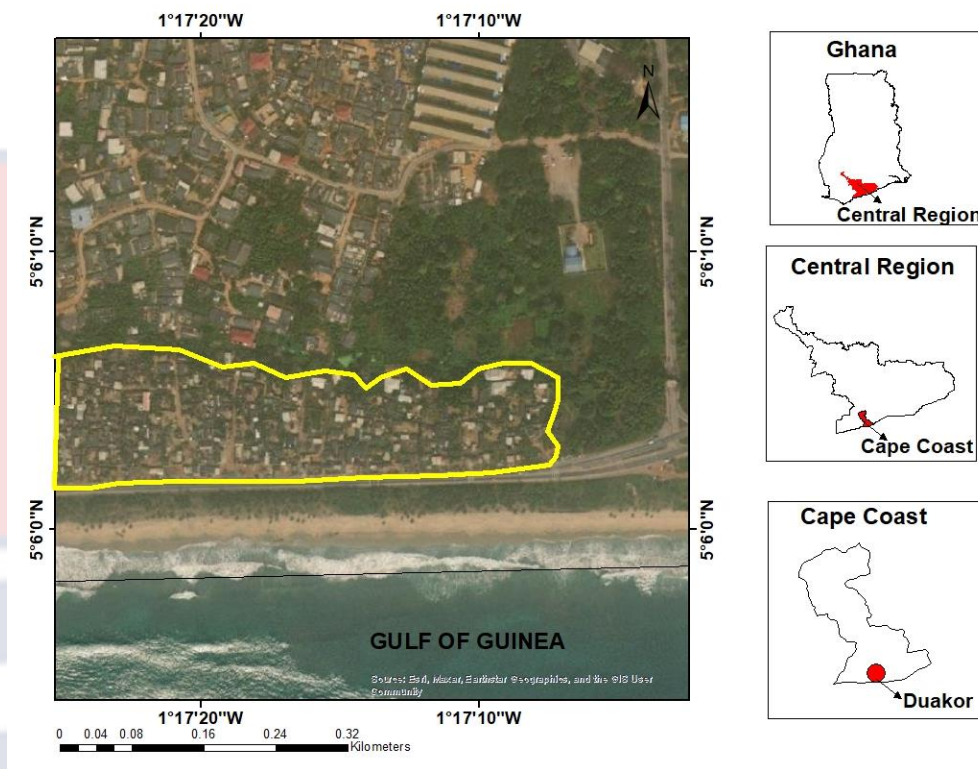 1°17'20"W
1°17'10"W
N
5°6'10"N
5°6'10"N
5°6'0"N
5°6'0"N
GULF OF GUINEA
Source: Esri, Maxar, Earthstar Geographics, and the GIS User
Community
1°17'20"W
1°17'10"W
0 0.04 0.08 0.16 0.24 0.32
Kilometers
Ghana
Central Region
Central Region
Cape Coast
Cape Coast
Duakor